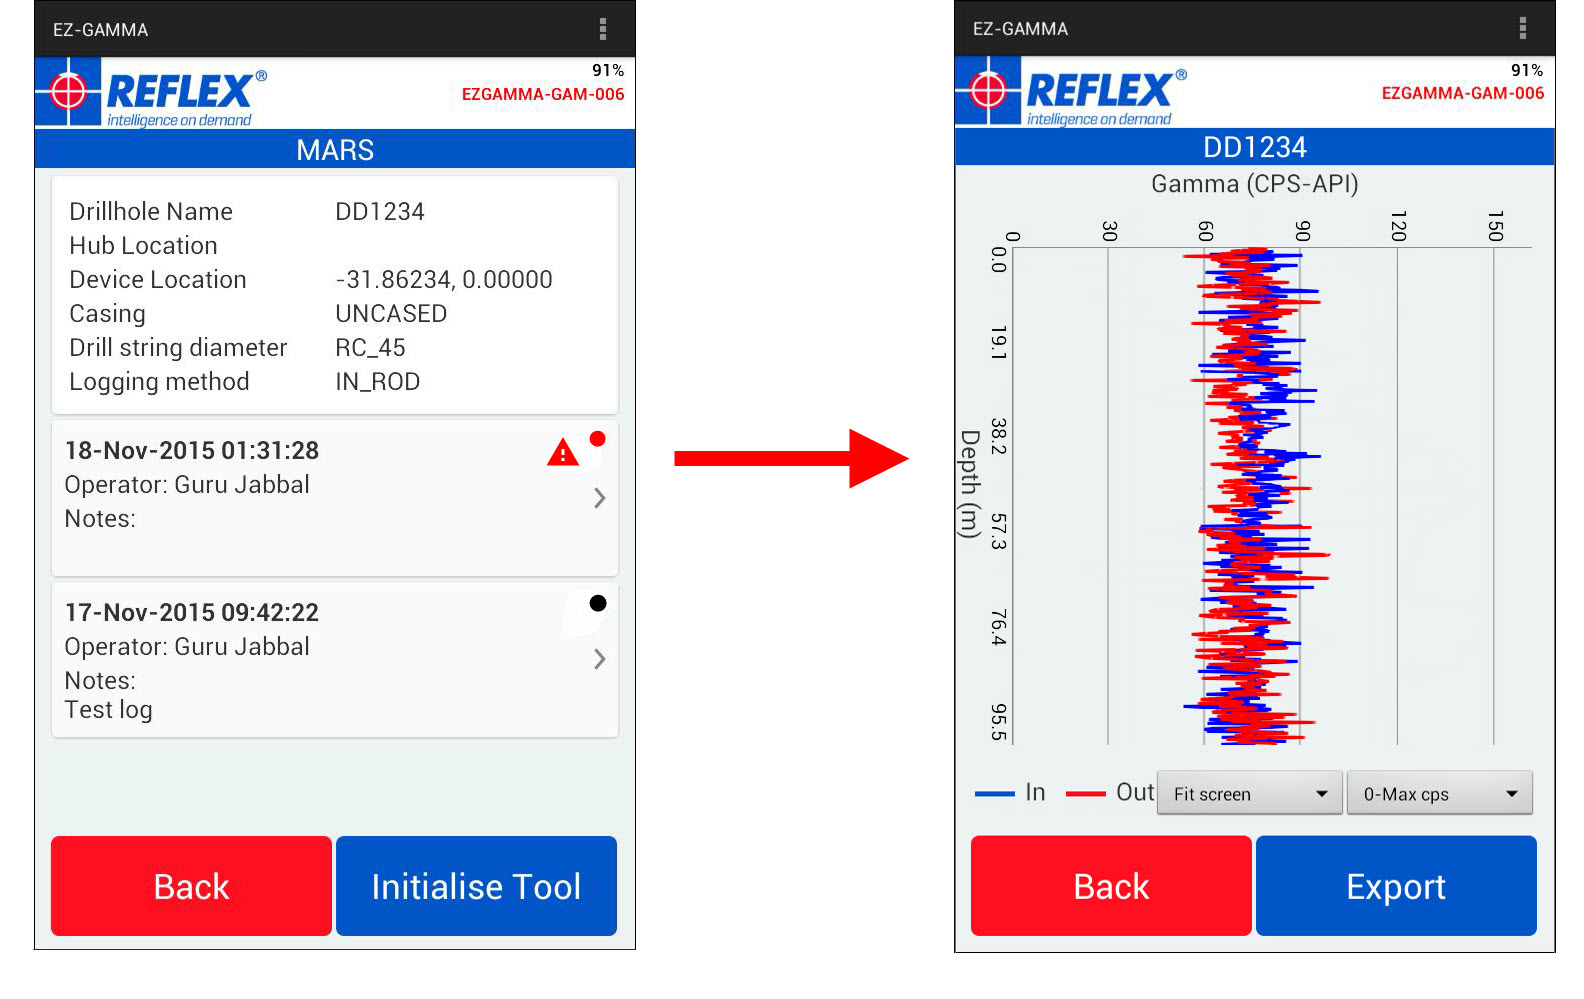 EZ-GAMMA
91%
REFLEX®
EZGAMMA-GAM-006
intelligence on demand
MARS
Drillhole Name DD1234
Hub Location
Device Location -31.86234, 0.00000
Casing UNCASED
Drill string diameter RC_45
Logging method IN_ROD
18-Nov-2015 01:31:28
Operator: Guru Jabbal
Notes:
17-Nov-2015 09:42:22
Operator: Guru Jabbal
Notes:
Test log
Back Initialise Tool
EZ-GAMMA
91%
REFLEX®
EZGAMMA-GAM-006
intelligence on demand
DD1234
Gamma (CPS-API)
0 30 60 90 120 150
0.0
19.1
38.2
57.3
76.4
95.5
Depth (m)
In Out Fit screen 0-Max cps
Back Export